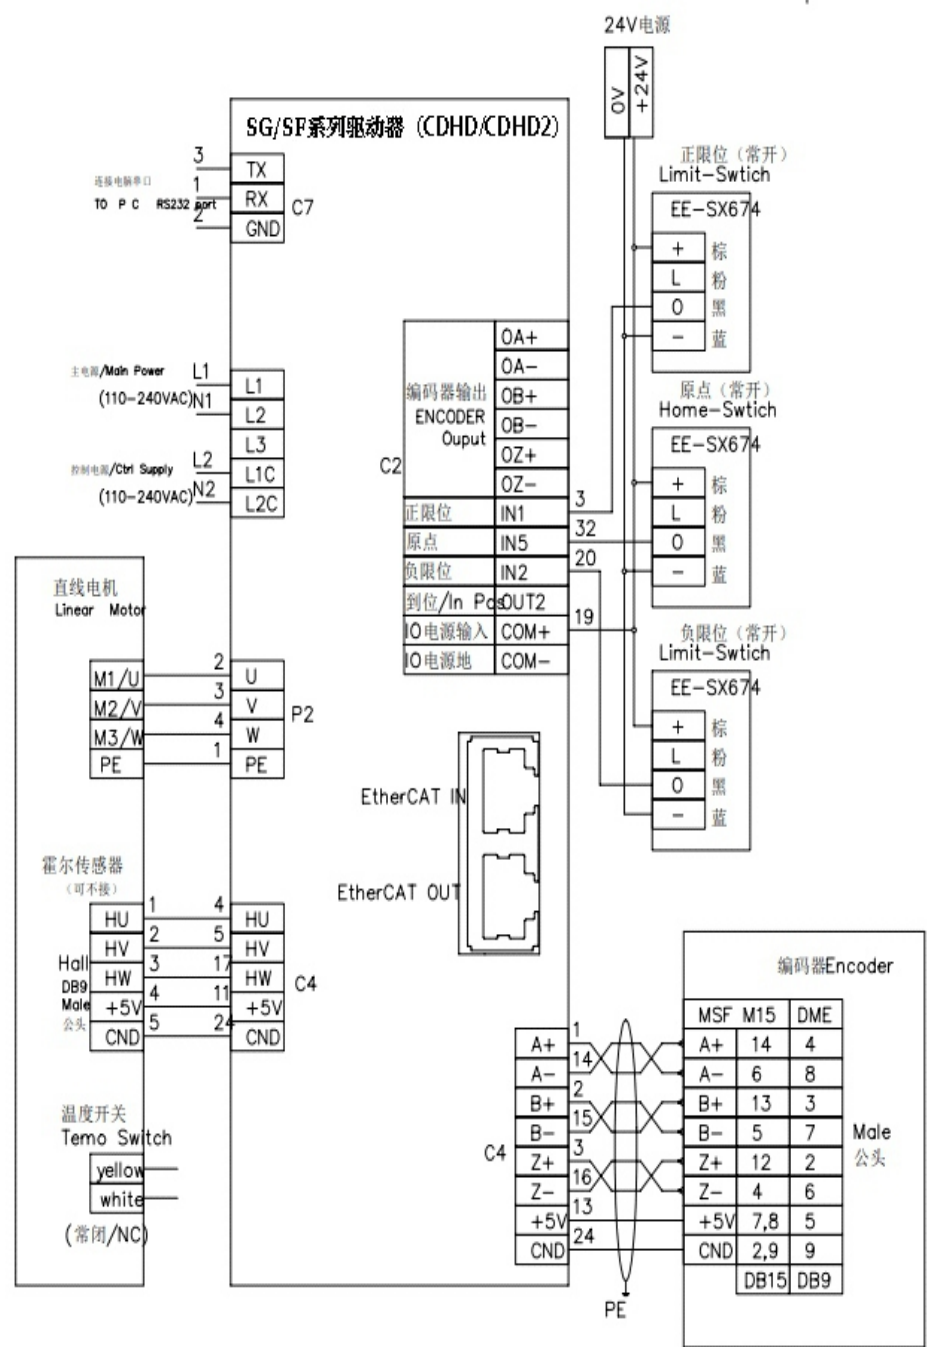 24V电源
0V
+24V
SG/SF系列驱动器 (CDHD/CDHD2)
3
TX
连接电脑串口
TO P C RS232 port
1
RX
C7
2
GND
正限位（常开）
Limit-Swtich
EE-SX674
+ 棕
L 粉
O 黑
- 蓝
主电源/Main Power
(110-240VAC)
L1
N1
L1
L2
L3
控制电源/Ctrl Supply
(110-240VAC)
L2
N2
L1C
L2C
编码器输出
ENCODER
Ouput
C2
OA+
OA-
OB+
OB-
OZ+
OZ-
正限位 IN1 3
原点 IN5 32
负限位 IN2 20
到位/In Pos OUT2
IO电源输入 COM+ 19
IO电源地 COM-
原点（常开）
Home-Swtich
EE-SX674
+ 棕
L 粉
O 黑
- 蓝
负限位（常开）
Limit-Swtich
EE-SX674
+ 棕
L 粉
O 黑
- 蓝
直线电机
Linear Motor
M1/U 2 U
M2/V 3 V
M3/W 4 W
PE 1 PE
P2
EtherCAT IN
EtherCAT OUT
霍尔传感器
（可不接）
Hall
DB9
Male
公头
HU 1 4 HU
HV 2 5 HV
HW 3 17 HW
+5V 4 11 +5V
CND 5 24 CND
C4
温度开关
Temo Switch
yellow
white
(常闭/NC)
C4
A+ 1
A- 14
B+ 2
B- 15
Z+ 3
Z- 16
+5V 13
CND 24
PE
编码器Encoder
MSF M15 DME
A+ 14 4
A- 6 8
B+ 13 3
B- 5 7
Z+ 12 2
Z- 4 6
+5V 7,8 5
CND 2,9 9
DB15 DB9
Male
公头